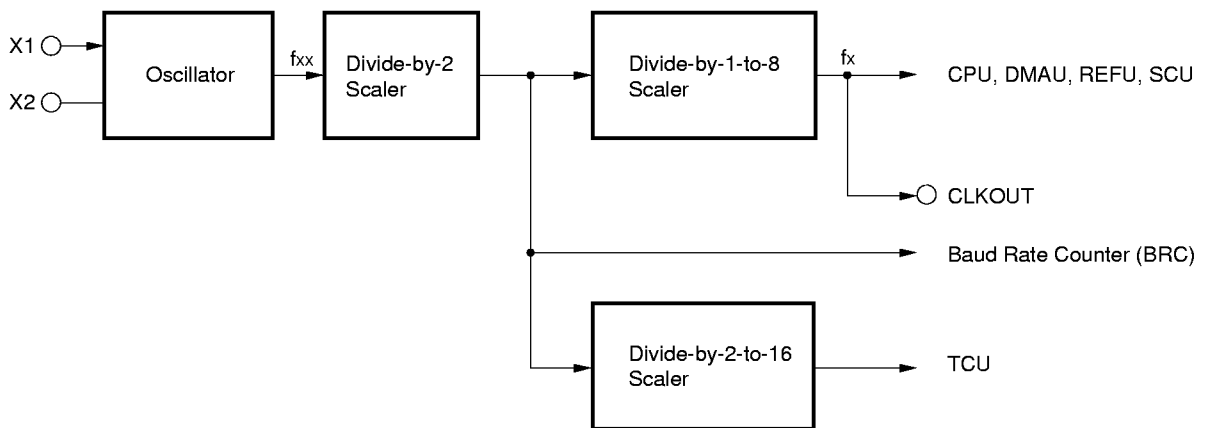 X1
X2
Oscillator
fxx
Divide-by-2
Scaler
Divide-by-1-to-8
Scaler
fx
CPU, DMAU, REFU, SCU
CLKOUT
Baud Rate Counter (BRC)
Divide-by-2-to-16
Scaler
TCU